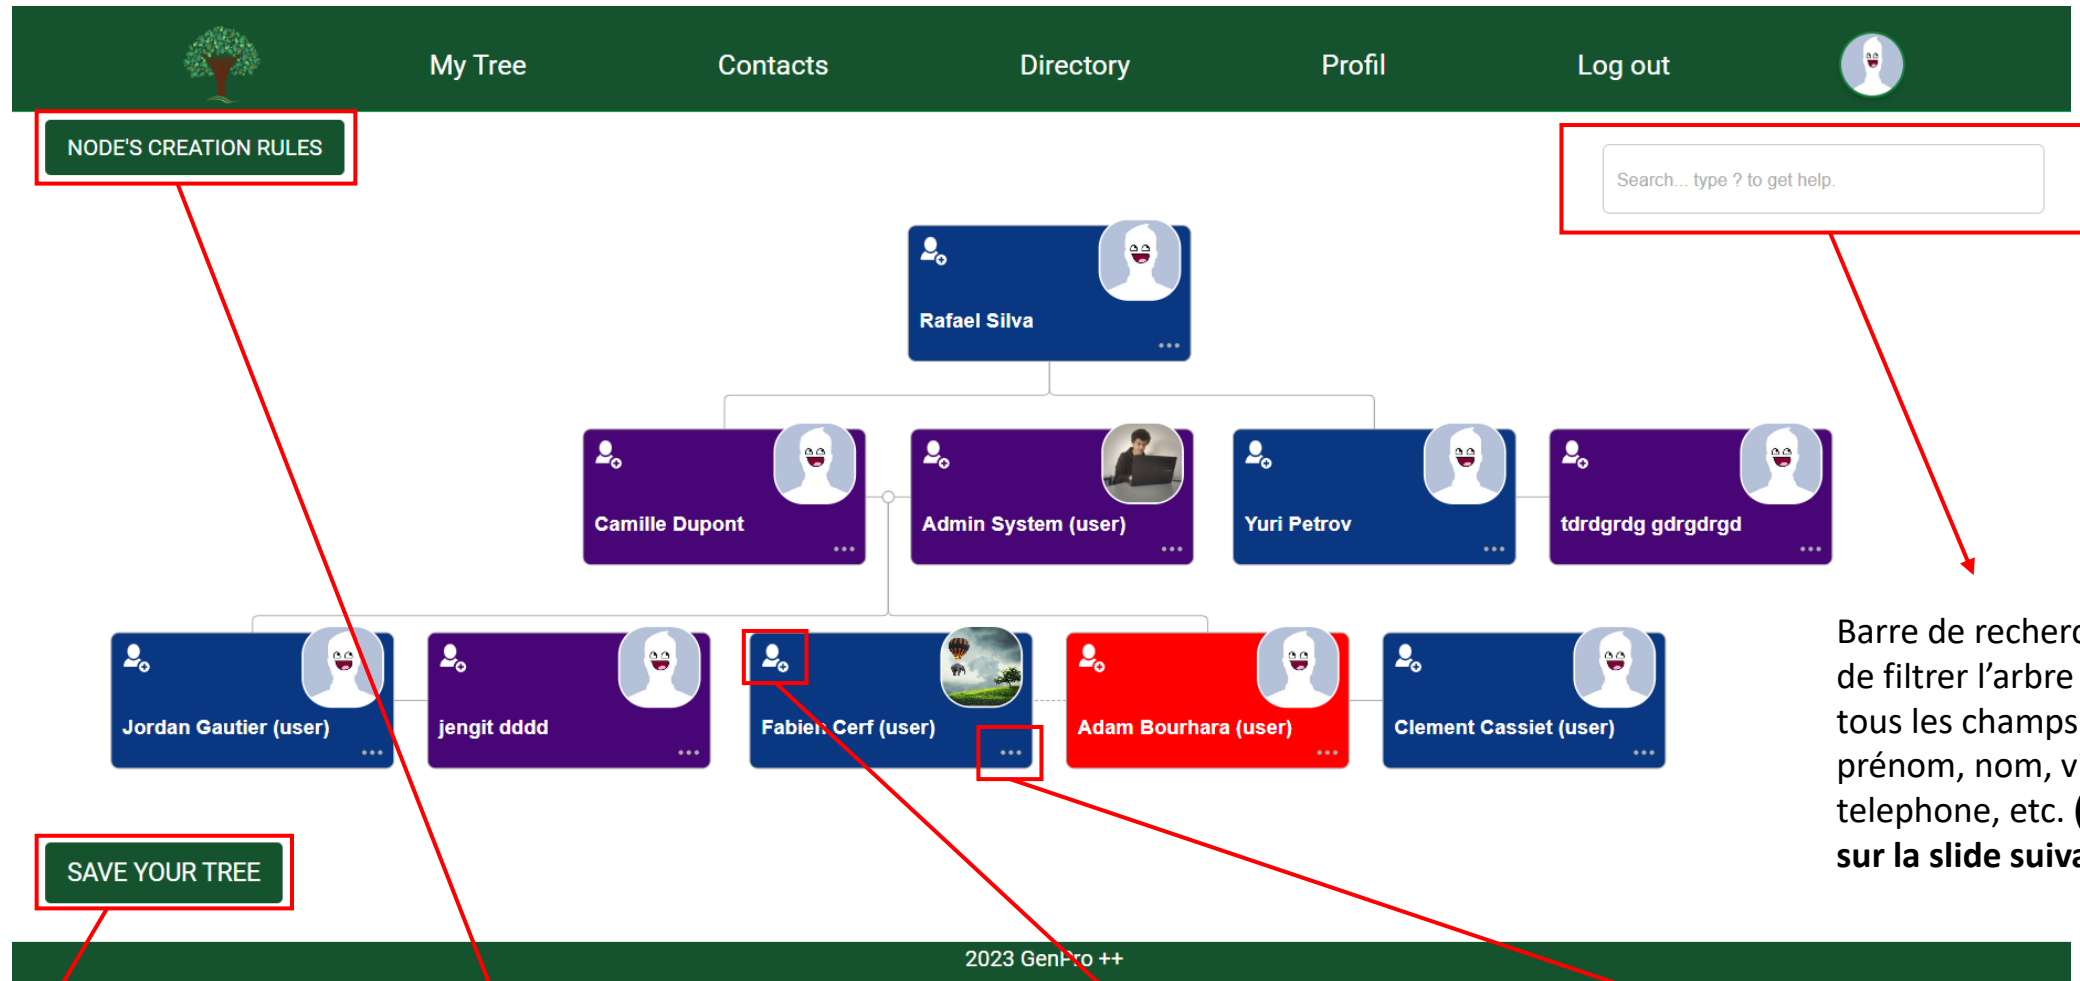 My Tree Contacts Directory Profil Log out
NODE'S CREATION RULES
Search... type ? to get help.
Rafael Silva
Camille Dupont
Admin System (user)
Yuri Petrov
tdrdgrdg gdrgdrgd
Jordan Gautier (user)
jengit dddd
Fabien Cerf (user)
Adam Bourhara (user)
Clement Cassiet (user)
Barre de
de filtrer l’arbre
tous les champs
prénom, nom,
telephone, etc. (
sur la slide
SAVE YOUR TREE
2023 GenPro ++